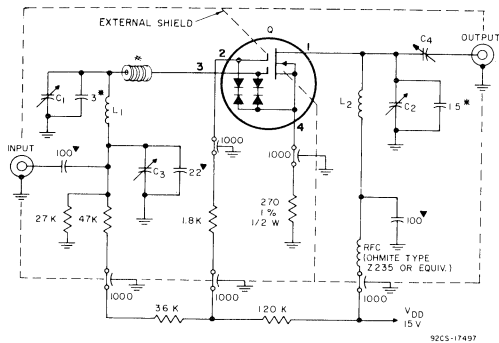 EXTERNAL SHIELD
Q
OUTPUT
*
2
1
C4
3
C1
3*
L1
L2
C2
1.5*
4
INPUT
100▼
C3
22▼
1000
1000
27 K
47K
1.8K
270
1%
1/2 W
100▼
RFC
(OHMITE TYPE
Z235 OR EQUIV.)
1000
1000
1000
36 K
120 K
VDD
15 V
92CS-17497